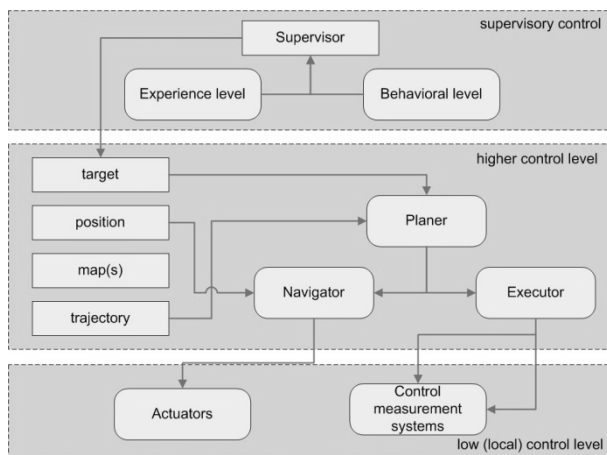 supervisory control
Supervisor
Experience level
Behavioral level
higher control level
target
Planer
position
map(s)
Navigator
Executor
trajectory
Actuators
Control
measurement
systems
low (local) control level